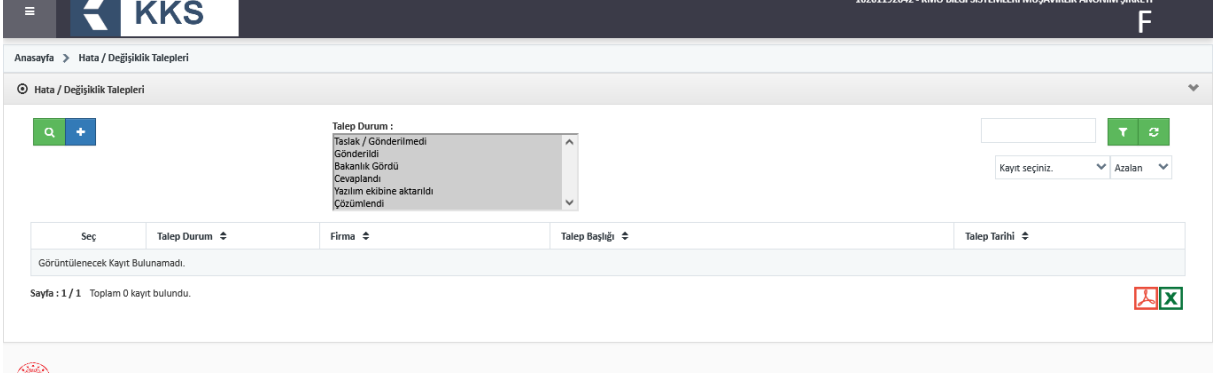 KKS
F
Anasayfa > Hata / Değişiklik Talepleri
Hata / Değişiklik Talepleri
Talep Durum :
Taslak / Gönderilmedi
Gönderildi
Bakanlık Gördü
Cevaplandı
Yazılım ekibine aktarıldı
Çözümlendi
Kayıt seçiniz. Azalan
Seç Talep Durum Firma Talep Başlığı Talep Tarihi
Görüntülenecek Kayıt Bulunamadı.
Sayfa : 1 / 1 Toplam 0 kayıt bulundu.